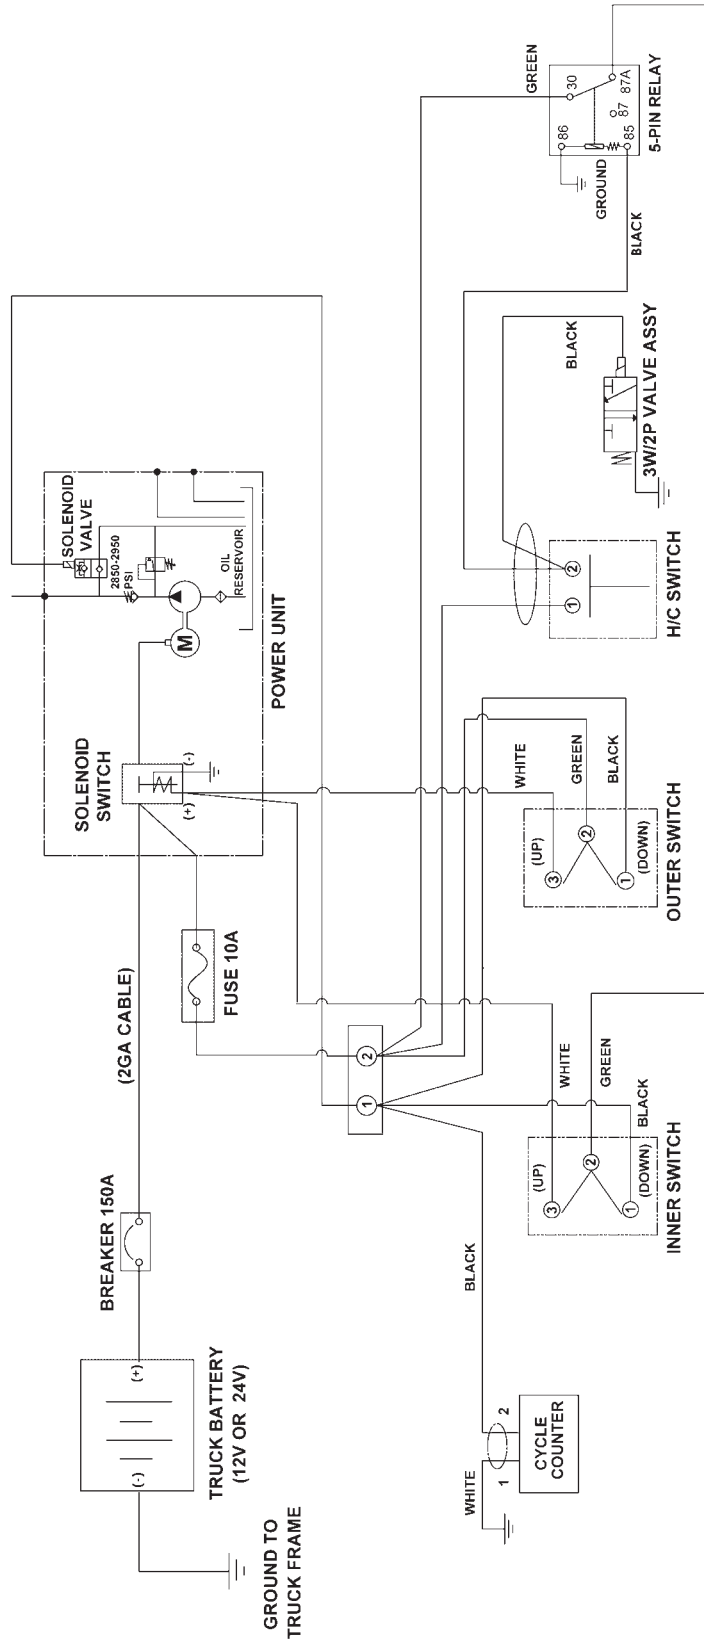 GROUND TO
TRUCK FRAME
(-)
(+)
TRUCK BATTERY
(12V OR 24V)
BREAKER 150A
(2GA CABLE)
FUSE 10A
SOLENOID
SWITCH
(+)
(-)
M
SOLENOID
VALVE
2850-2950
PSI
OIL
RESERVOIR
POWER UNIT
1
2
WHITE
BLACK
1
2
CYCLE
COUNTER
WHITE
GREEN
BLACK
(UP)
3
2
1
(DOWN)
INNER SWITCH
WHITE
GREEN
BLACK
(UP)
3
2
1
(DOWN)
OUTER SWITCH
1
2
H/C SWITCH
BLACK
3W/2P VALVE ASSY
BLACK
GROUND
GREEN
86
30
87
87A
85
5-PIN RELAY